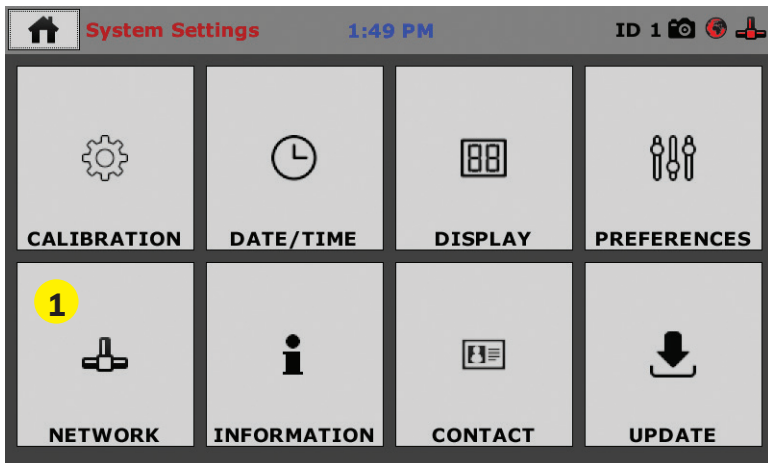 System Settings 1:49 PM ID 1
CALIBRATION DATE/TIME DISPLAY PREFERENCES
1
NETWORK INFORMATION CONTACT UPDATE